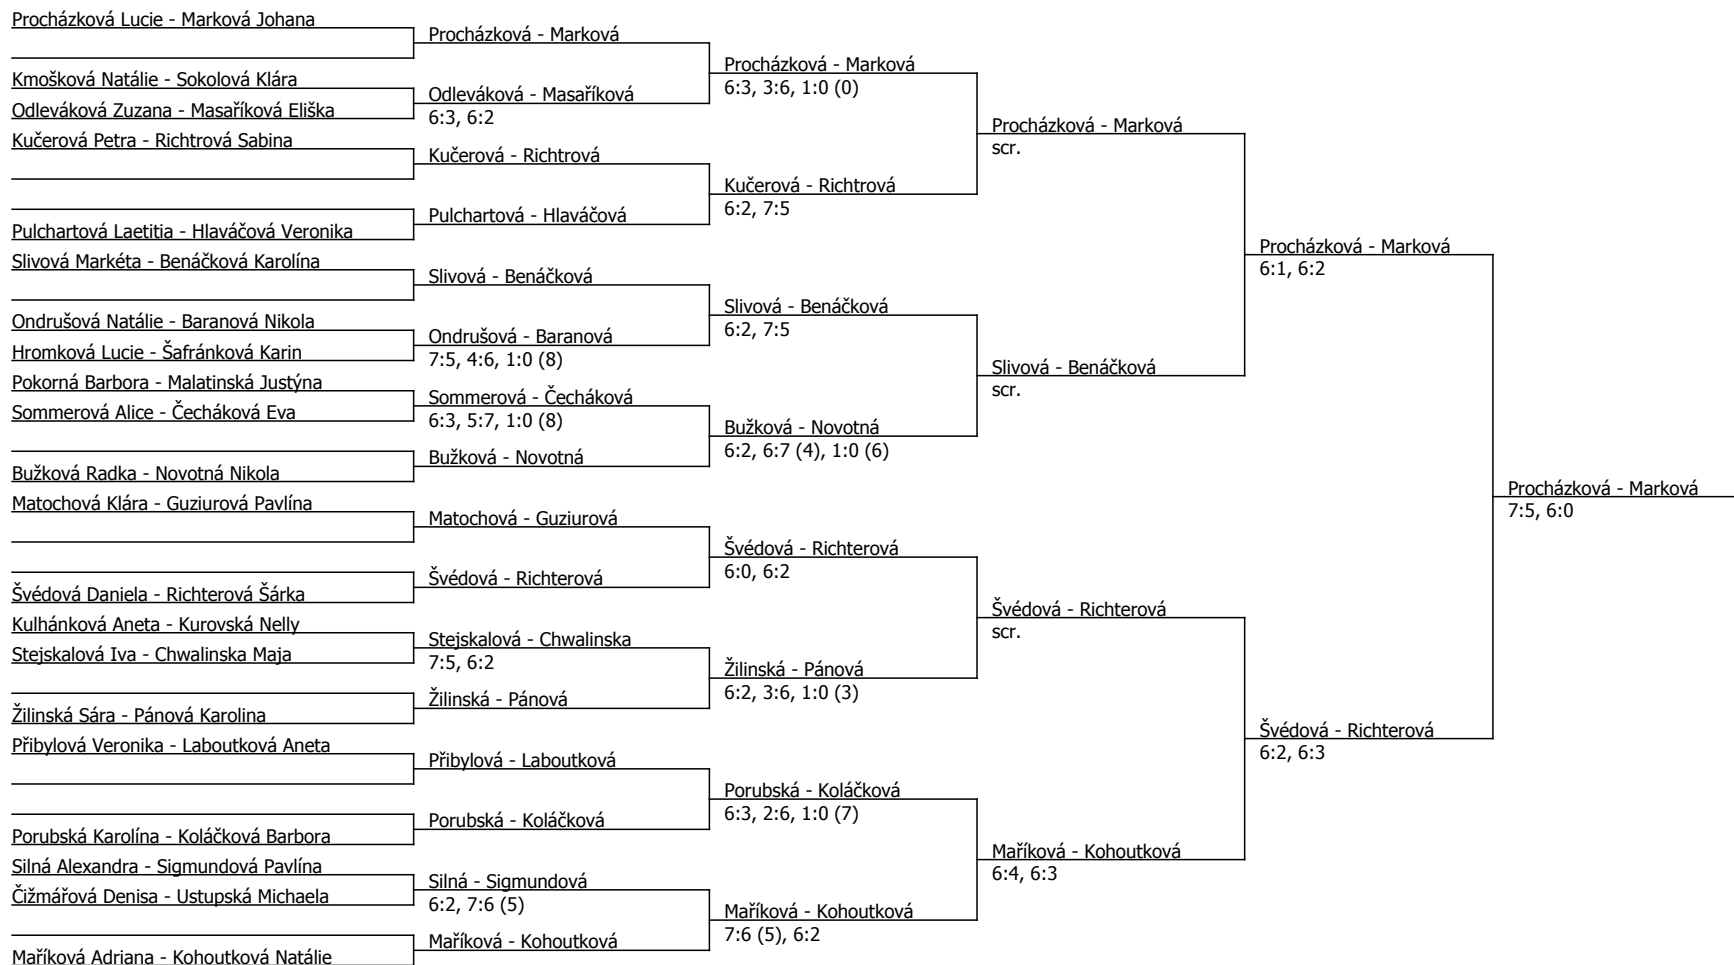 Procházková Lucie - Marková Johana
Kmošková Natálie - Sokolová Klára
Odleváková Zuzana - Masaříková Eliška
Kučerová Petra - Richtrová Sabina
Pulchartová Laetitia - Hlaváčová Veronika
Slivová Markéta - Benáčková Karolína
Ondrušová Natálie - Baranová Nikola
Hromková Lucie - Šafránková Karin
Pokorná Barbora - Malatinská Justýna
Sommerová Alice - Čecháková Eva
Bužková Radka - Novotná Nikola
Matochová Klára - Guziurová Pavlína
Švédová Daniela - Richterová Šárka
Kulhánková Aneta - Kurovská Nelly
Stejskalová Iva - Chwalinska Maja
Žilinská Sára - Pánová Karolina
Přibylová Veronika - Laboutková Aneta
Porubská Karolína - Koláčková Barbora
Silná Alexandra - Sigmundová Pavlína
Čižmářová Denisa - Ustupská Michaela
Maříková Adriana - Kohoutková Natálie
Procházková - Marková
Odleváková - Masaříková
6:3, 6:2
Kučerová - Richtrová
Pulchartová - Hlaváčová
Slivová - Benáčková
Ondrušová - Baranová
7:5, 4:6, 1:0 (8)
Sommerová - Čecháková
6:3, 5:7, 1:0 (8)
Bužková - Novotná
Matochová - Guziurová
Švédová - Richterová
Stejskalová - Chwalinska
7:5, 6:2
Žilinská - Pánová
Přibylová - Laboutková
Porubská - Koláčková
Silná - Sigmundová
6:2, 7:6 (5)
Maříková - Kohoutková
Procházková - Marková
6:3, 3:6, 1:0 (0)
Kučerová - Richtrová
6:2, 7:5
Slivová - Benáčková
6:2, 7:5
Bužková - Novotná
6:2, 6:7 (4), 1:0 (6)
Švédová - Richterová
6:0, 6:2
Žilinská - Pánová
6:2, 3:6, 1:0 (3)
Porubská - Koláčková
6:3, 2:6, 1:0 (7)
Maříková - Kohoutková
7:6 (5), 6:2
Procházková - Marková
scr.
Slivová - Benáčková
scr.
Švédová - Richterová
scr.
Maříková - Kohoutková
6:4, 6:3
Procházková - Marková
6:1, 6:2
Švédová - Richterová
6:2, 6:3
Procházková - Marková
7:5, 6:0